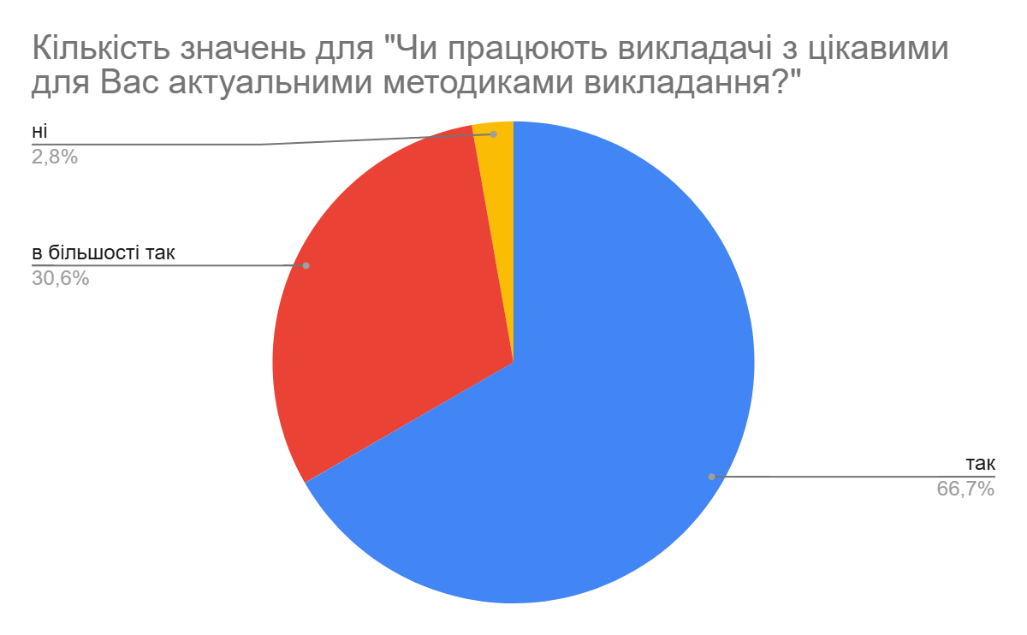 Кількість значень для "Чи працюють викладачі з цікавими
для Вас актуальними методиками викладання?"
ні
2,8%
в більшості так
30,6%
так
66,7%